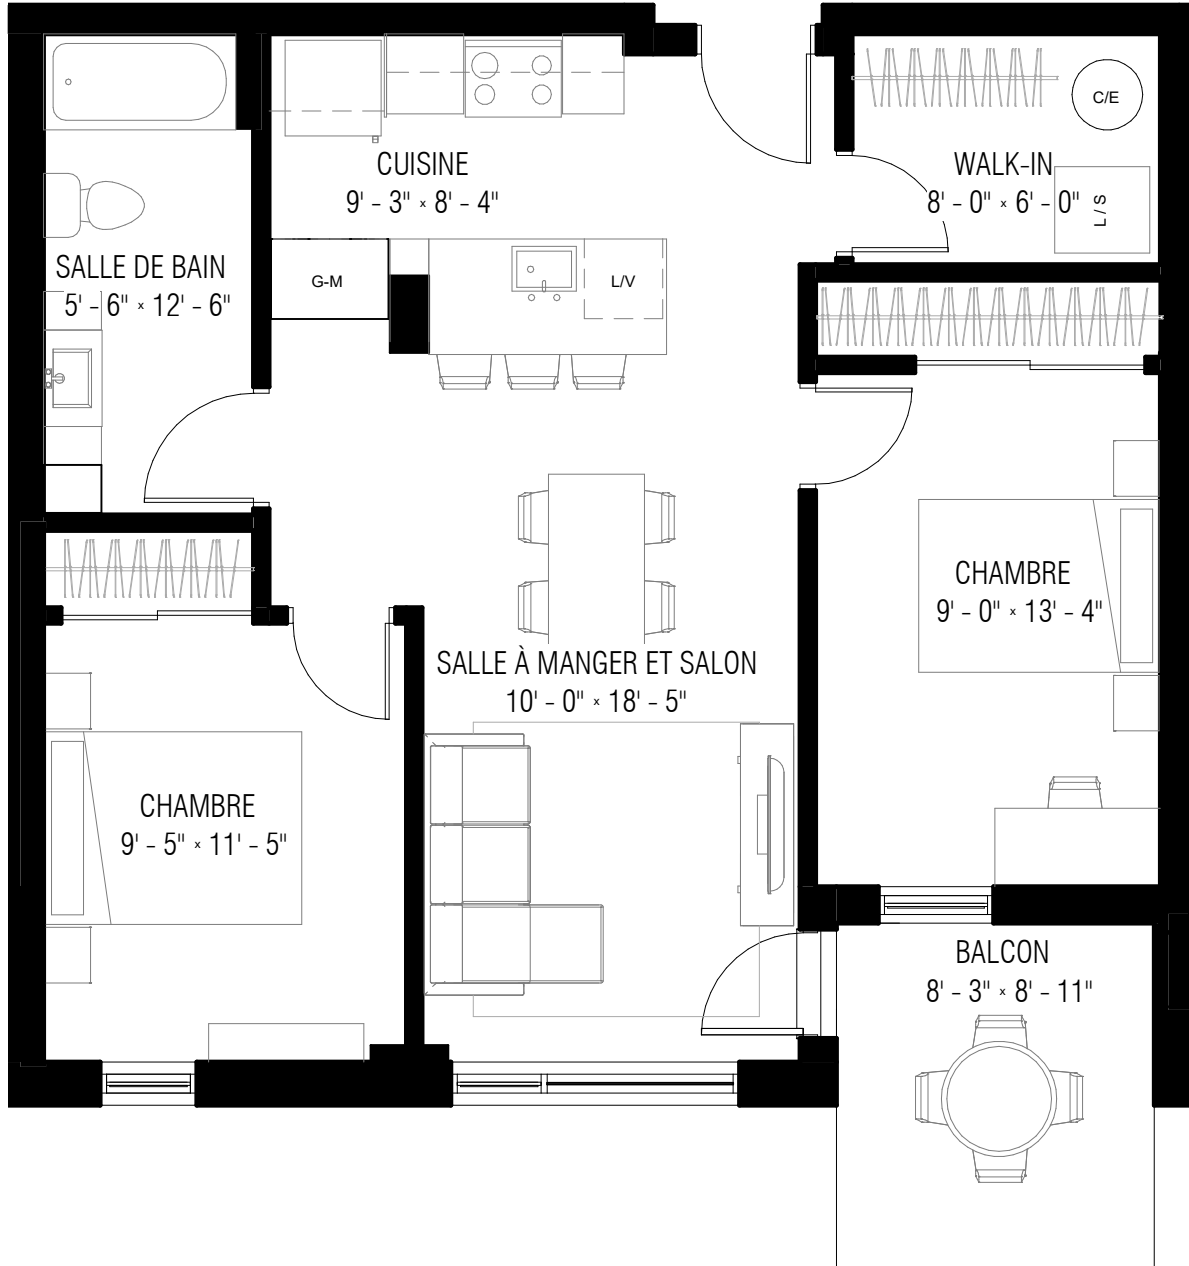 C/E
CUISINE
9' - 3" × 8' - 4"
WALK-IN
8' - 0" × 6' - 0"
L / S
SALLE DE BAIN
5' - 6" × 12' - 6"
G-M
L/V
CHAMBRE
9' - 0" × 13' - 4"
SALLE À MANGER ET SALON
10' - 0" × 18' - 5"
CHAMBRE
9' - 5" × 11' - 5"
BALCON
8' - 3" × 8' - 11"